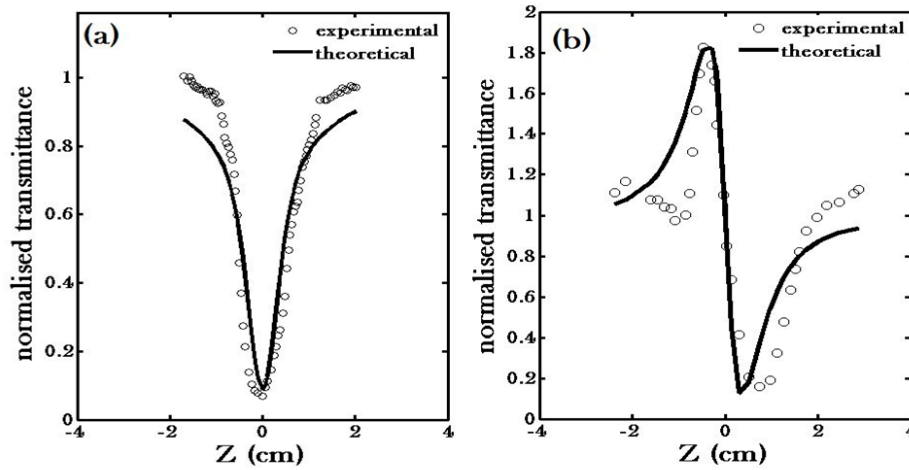 (a)
experimental
theoretical
1
0.8
0.6
0.4
0.2
0
-4
-2
0
2
4
normalised transmittance
Z (cm)
(b)
experimental
theoretical
2
1.8
1.6
1.4
1.2
1
0.8
0.6
0.4
0.2
0
-4
-2
0
2
4
normalised transmittance
Z (cm)